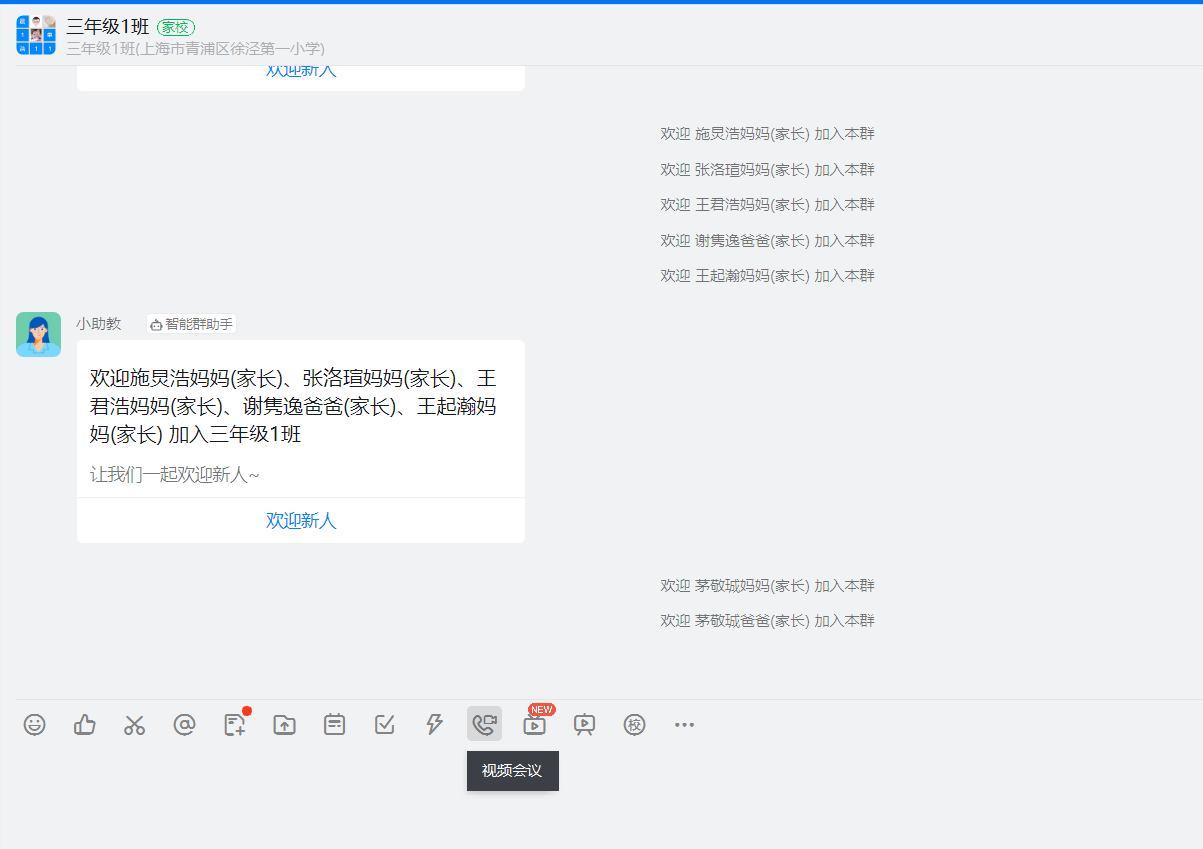 三年级1班 家校
三年级1班(上海市青浦区徐泾第一小学)
欢迎新人
欢迎 施炅浩妈妈(家长) 加入本群
欢迎 张洛瑄妈妈(家长) 加入本群
欢迎 王君浩妈妈(家长) 加入本群
欢迎 谢隽逸爸爸(家长) 加入本群
欢迎 王起瀚妈妈(家长) 加入本群
小助教 智能群助手
欢迎施炅浩妈妈(家长)、张洛瑄妈妈(家长)、王
君浩妈妈(家长)、谢隽逸爸爸(家长)、王起瀚妈
妈(家长) 加入三年级1班
让我们一起欢迎新人~
欢迎新人
欢迎 茅敬珹妈妈(家长) 加入本群
欢迎 茅敬珹爸爸(家长) 加入本群
NEW
校
视频会议